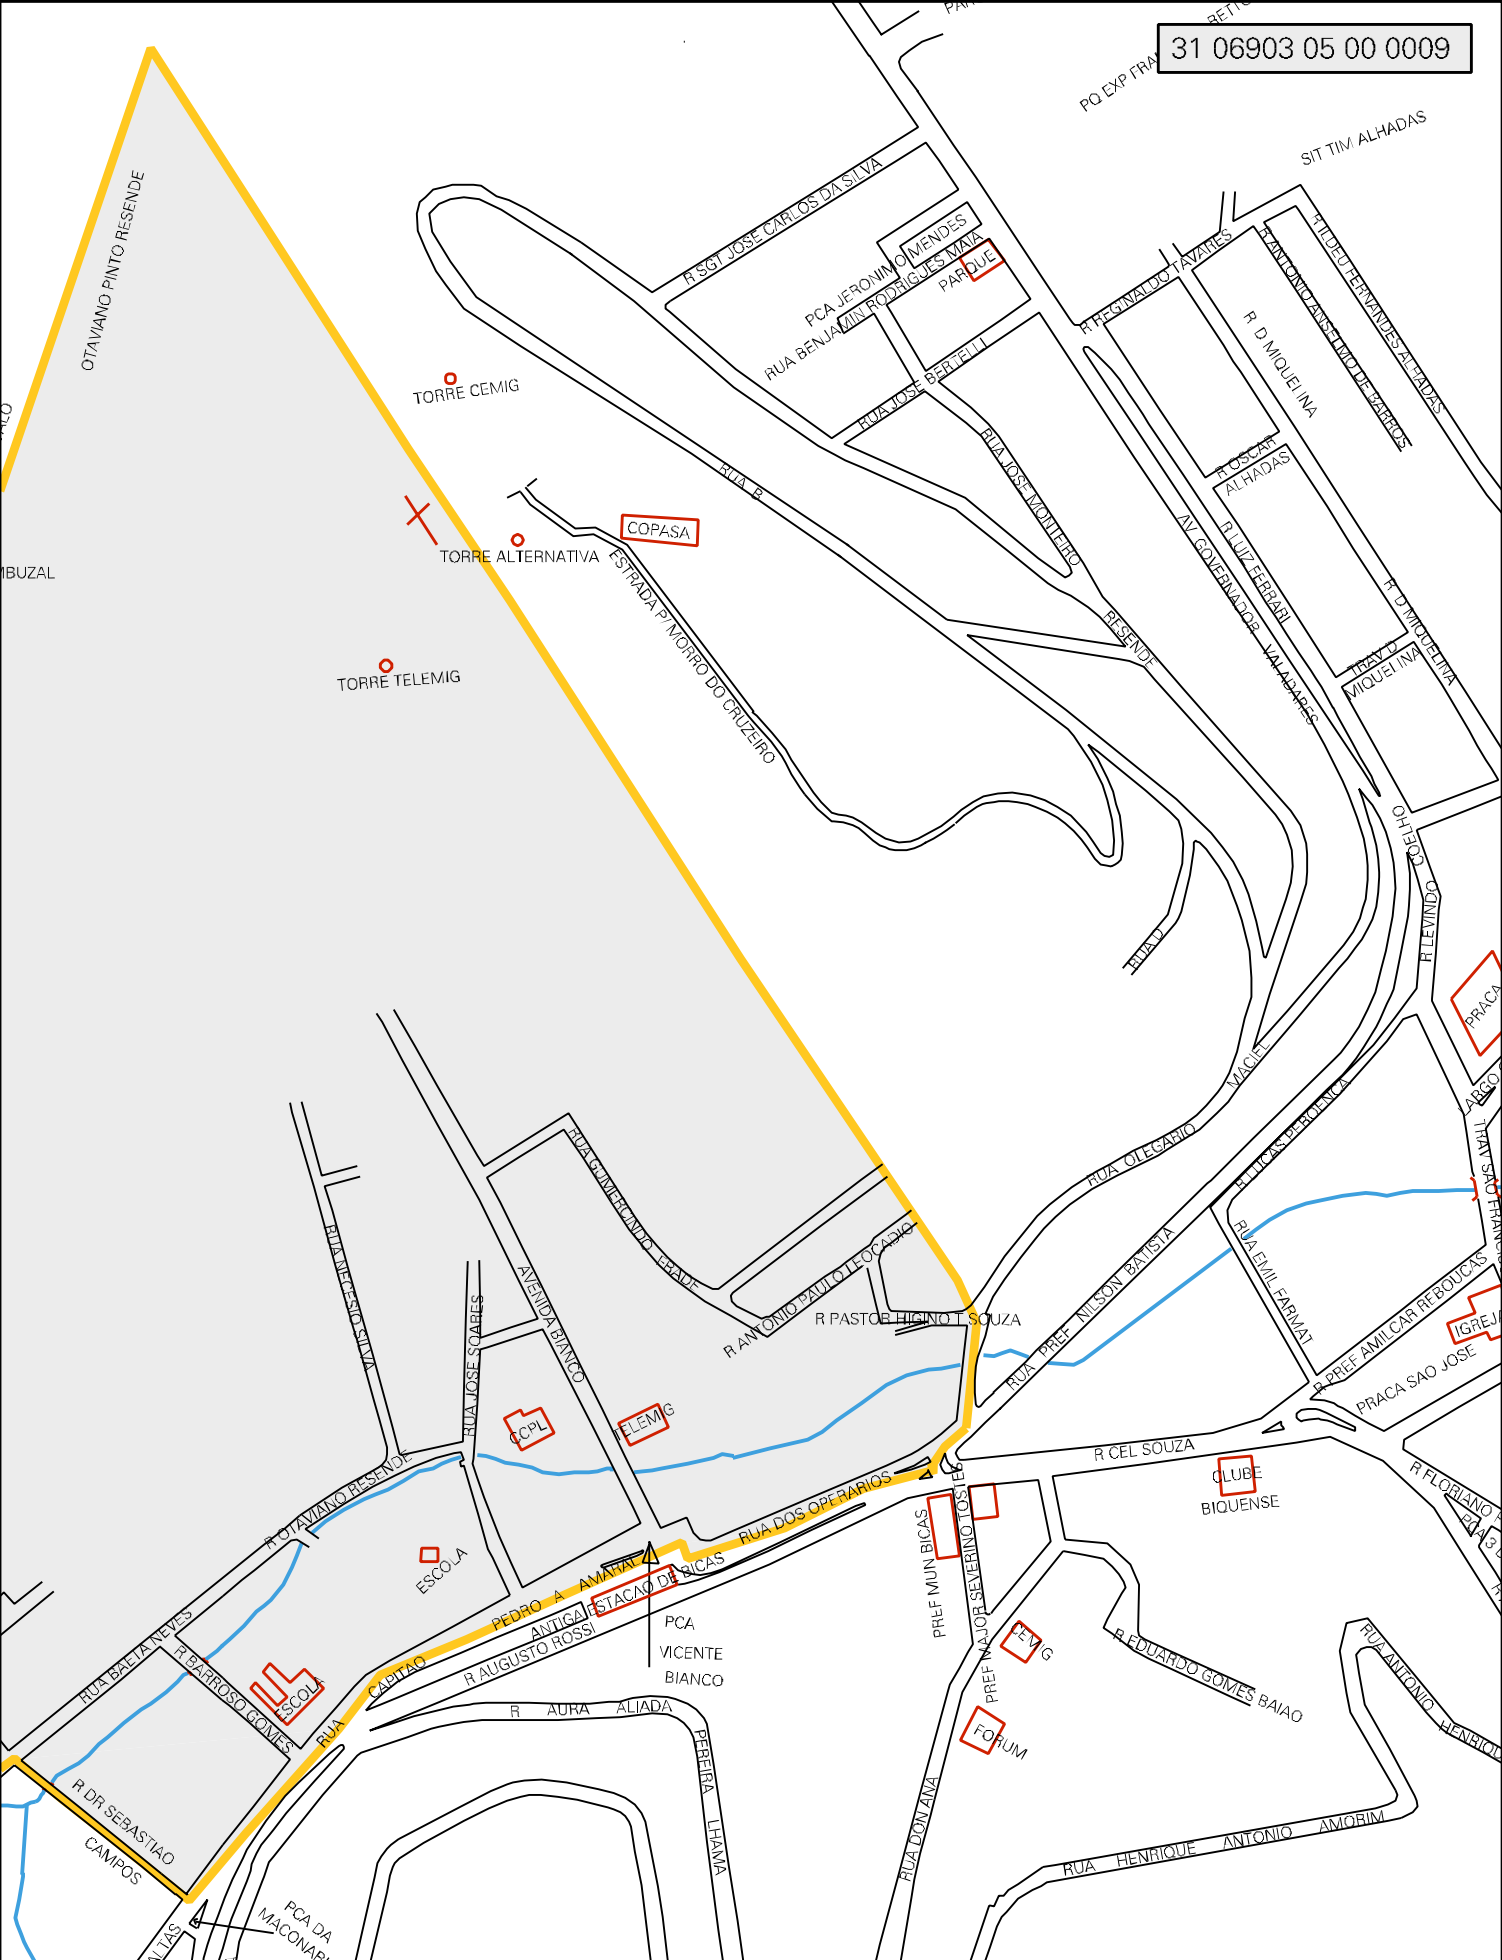 31 06903 05 00 0009
PQ EXP
SIT TIM ALHADAS
OTAVIANO PINTO RESENDE
R SGT JOSE CARLOS DA SILVA
PCA JERONIMO MENDES
RUA BENJAMIN RODRIGUES MAIA
PARQUE
R REGINALDO TAVARES
R ANTONIO ANSELMO DE BARROS
R ILDEU FERNANDES ALHADAS
R D MIQUELINA
TORRE CEMIG
RUA JOSE BERTELLI
RUA JOSE MONTEIRO
RESENDE
R OSCAR
ALHADAS
RUA B
COPASA
TORRE ALTERNATIVA
ESTRADA P/ MORRO DO CRUZEIRO
AV GOVERNADOR VALADARES
R LUIZ FERRARI
R D MIQUELINA
TRAV D
MIQUELINA
TORRE TELEMIG
R LEVINDO COELHO
RUA D
PRACA
RUA OLEGARIO MACIEL
R LUCAS PEROENCA
TRAV SAO
RUA GUMERCINDO FRADE
RUA NECESIO SILVA
RUA JOSE SOARES
AVENIDA BIANCO
R ANTONIO PAULO LEOCADIO
R PASTOR HIGINO T SOUZA
RUA PREF NILSON BATISTA
RUA EMIL FARMAT
R PREF AMILCAR REBOUCAS
IGREJA
PRACA SAO JOSE
CCPL
TELEMIG
R CEL SOUZA
CLUBE
BIQUENSE
R FLORIANO
R OTAVIANO RESENDE
RUA DOS OPERARIOS
ESCOLA
PREF MUN BICAS
PREF MAJOR SEVERINO TOSTES
RUA CAPITAO PEDRO A AMARAL
ANTIGA ESTACAO DE BICAS
R AUGUSTO ROSSI
PCA
VICENTE
BIANCO
CEMIG
R EDUARDO GOMES BAIAO
RUA ANTONIO
RUA BAETA NEVES
R BARROSO GOMES
ESCOLA
R AURA ALIADA PEREIRA LHAMA
FORUM
R DR SEBASTIAO
CAMPOS
RUA DON ANA
RUA HENRIQUE ANTONIO AMORIM
PCA DA